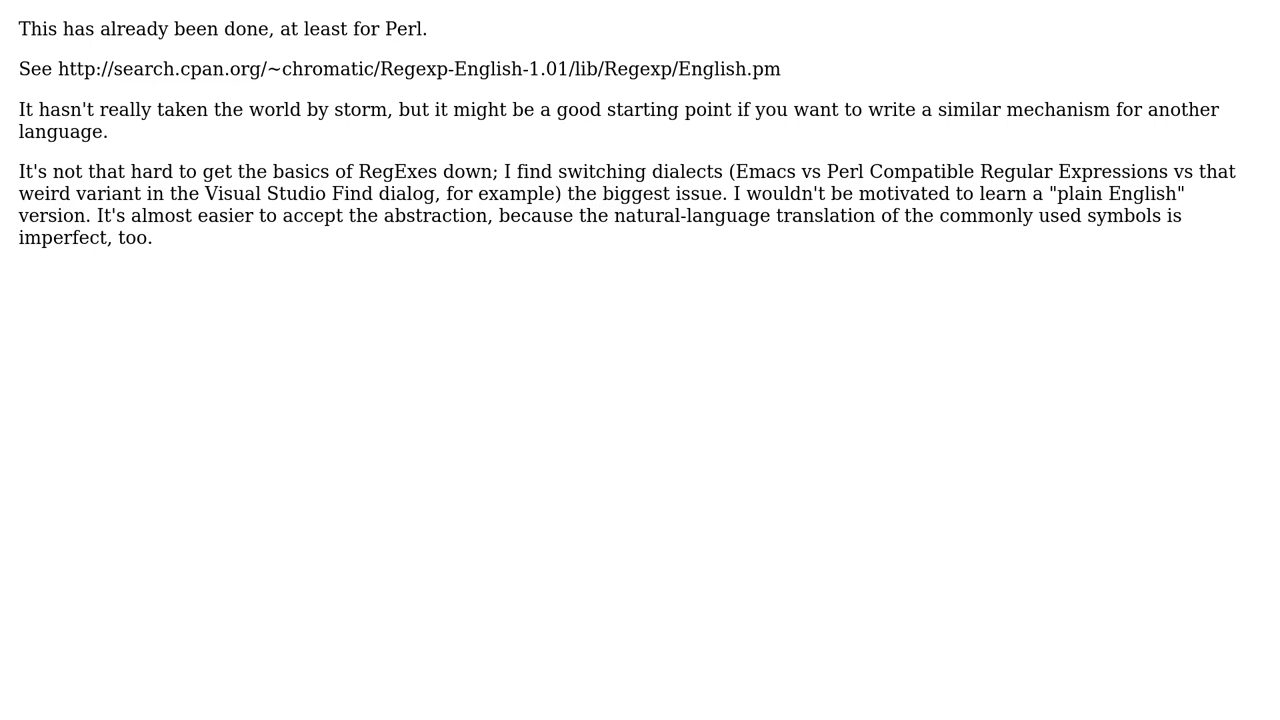 This has already been done, at least for Perl.
See http://search.cpan.org/~chromatic/Regexp-English-1.01/lib/Regexp/English.pm
It hasn't really taken the world by storm, but it might be a good starting point if you want to write a similar mechanism for another
language.
It's not that hard to get the basics of RegExes down; I find switching dialects (Emacs vs Perl Compatible Regular Expressions vs that
weird variant in the Visual Studio Find dialog, for example) the biggest issue. I wouldn't be motivated to learn a "plain English"
version. It's almost easier to accept the abstraction, because the natural-language translation of the commonly used symbols is
imperfect, too.